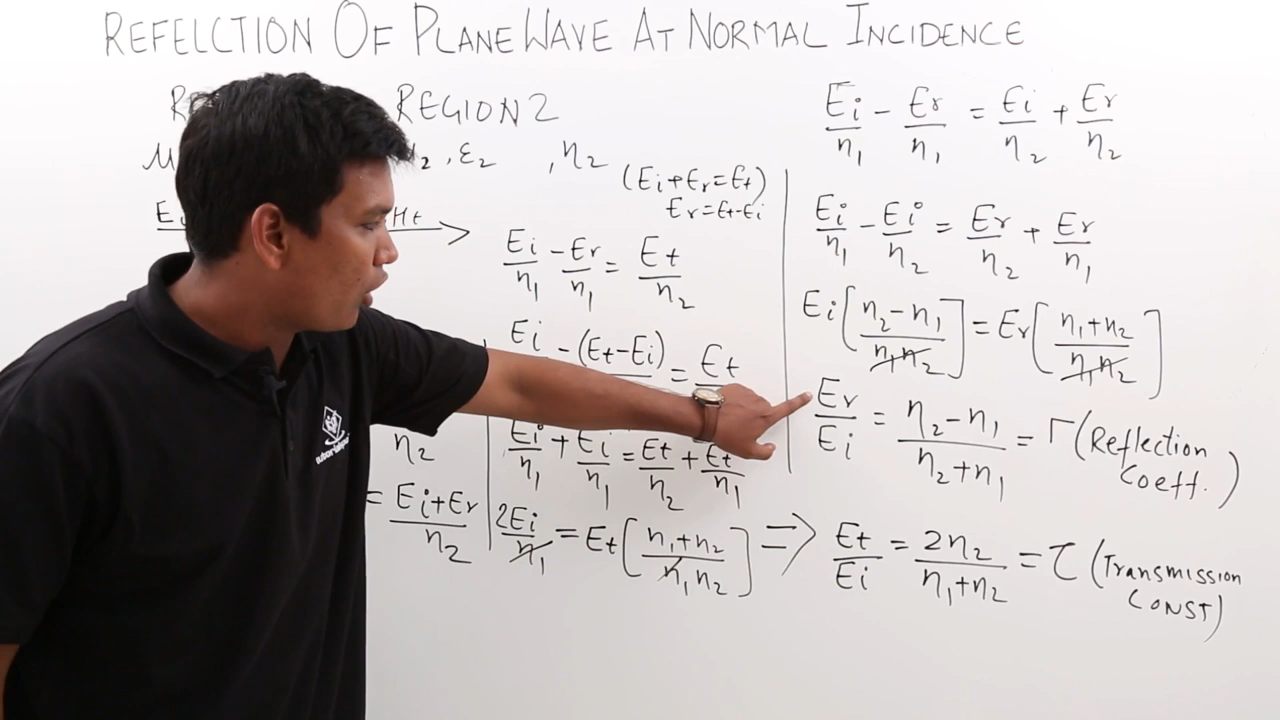 REFELCTION OF PLANE WAVE AT NORMAL INCIDENCE
REGION 2
μ 2 , ε2 , η2
Ht
η2
= Ei+Er / η2
(Ei+Er=Et)
Er=Et-Ei
Ei/η1 - Er/η1 = Et/η2
Ei - (Et-Ei) = Et
Ei/η1 + Ei/η1 = Et/η2 + Et/η1
2Ei/η1 = Et[η1+η2 / η1η2] ⇒ Et/Ei = 2η2 / η1+η2 = τ (Transmission CONST)
Ei/η1 - Er/η1 = Ei/η2 + Er/η2
Ei/η1 - Ei/η2 = Er/η2 + Er/η1
Ei[η2-η1 / η1η2] = Er[η1+η2 / η1η2]
Er/Ei = η2-η1 / η2+η1 = Γ (Reflection Coeff.)